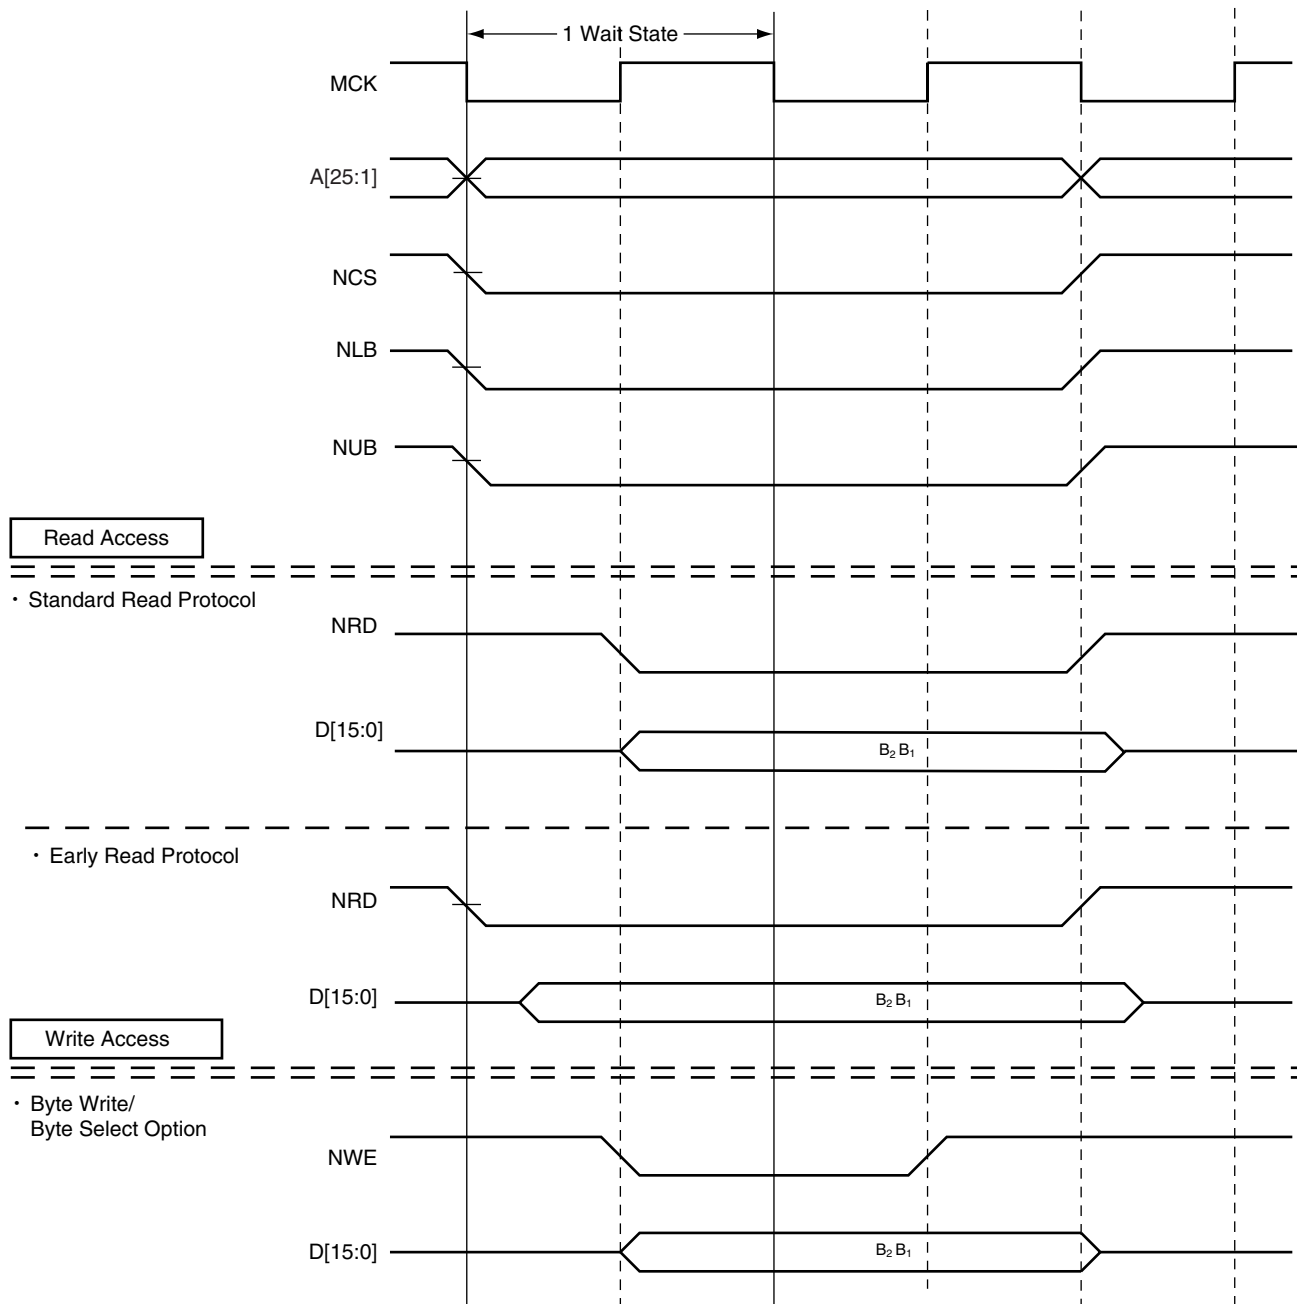 1 Wait State
MCK
A[25:1]
NCS
NLB
NUB
Read Access
· Standard Read Protocol
NRD
D[15:0]
B₂ B₁
· Early Read Protocol
NRD
D[15:0]
B₂ B₁
Write Access
· Byte Write/
Byte Select Option
NWE
D[15:0]
B₂ B₁